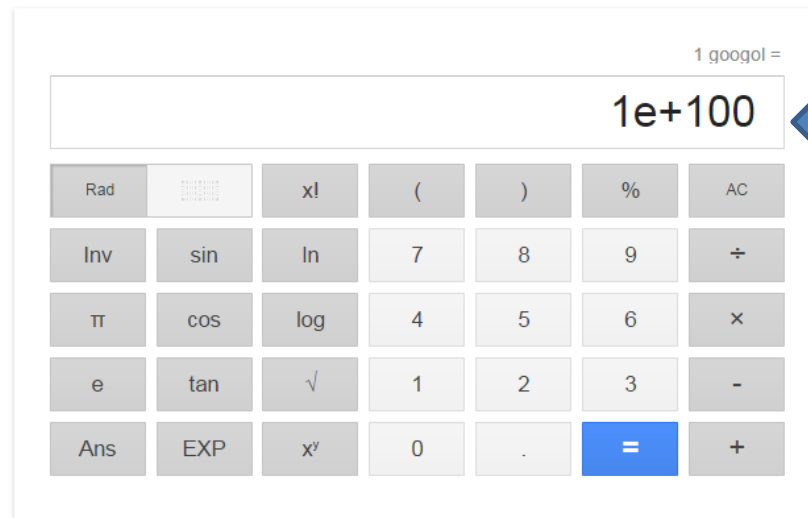 1 googol =
1e+100
Rad x! ( ) % AC
Inv sin ln 7 8 9 ÷
π cos log 4 5 6 ×
e tan √ 1 2 3 -
Ans EXP xʸ 0 . = +